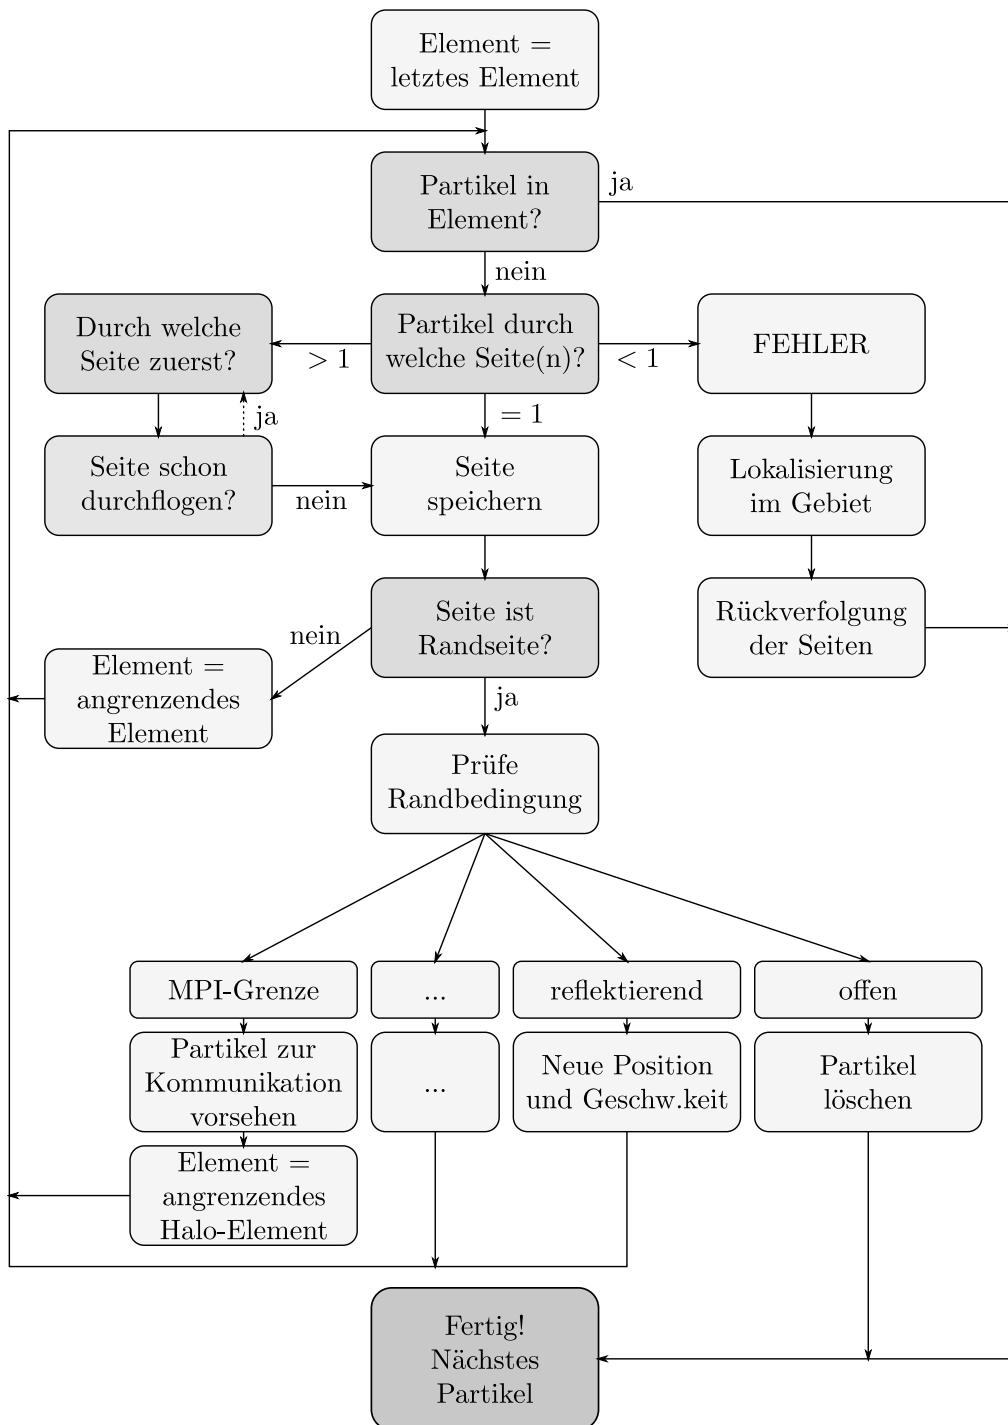 Element =
letztes Element
Partikel in
Element?
ja
nein
Durch welche
Seite zuerst?
> 1
Partikel durch
welche Seite(n)?
< 1
FEHLER
ja
= 1
Seite schon
durchflogen?
nein
Seite
speichern
Lokalisierung
im Gebiet
nein
Seite ist
Randseite?
Rückverfolgung
der Seiten
Element =
angrenzendes
Element
ja
Prüfe
Randbedingung
MPI-Grenze
...
reflektierend
offen
Partikel zur
Kommunikation
vorsehen
...
Neue Position
und Geschw.keit
Partikel
löschen
Element =
angrenzendes
Halo-Element
Fertig!
Nächstes
Partikel